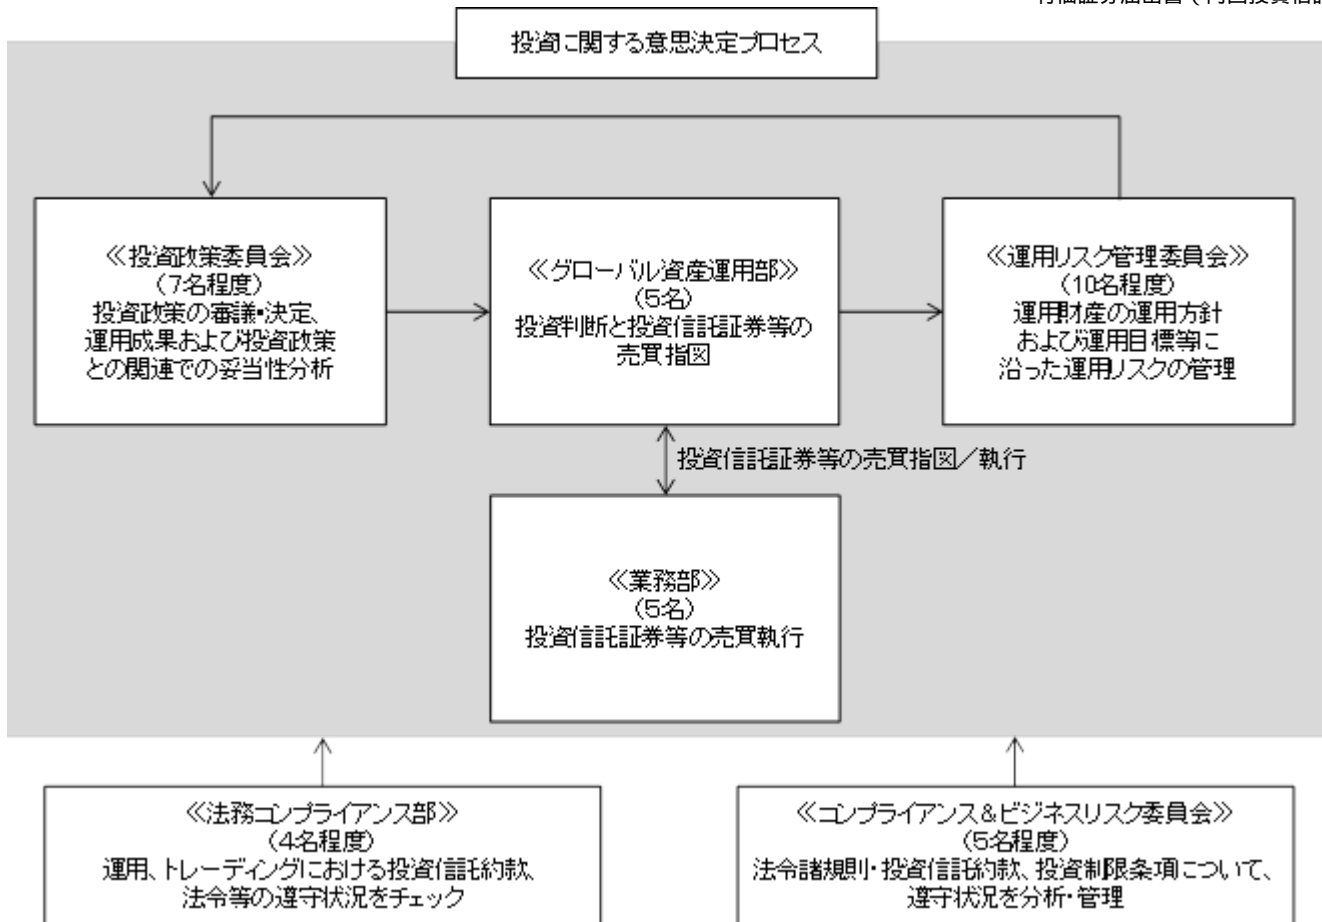 投資に関する意思決定プロセス
≪投資政策委員会≫
(7名程度)
投資政策の審議・決定、
運用成果および投資政策
との関連での妥当性分析
≪グローバル資産運用部≫
(5名)
投資判断と投資信託証券等の
売買指図
≪運用リスク管理委員会≫
(10名程度)
運用財産の運用方針
および運用目標等に
沿った運用リスクの管理
投資信託証券等の売買指図/執行
≪業務部≫
(5名)
投資信託証券等の売買執行
≪法務コンプライアンス部≫
(4名程度)
運用、トレーディングにおける投資信託約款、
法令等の遵守状況をチェック
≪コンプライアンス&ビジネスリスク委員会≫
(5名程度)
法令諸規則・投資信託約款、投資制限条項について、
遵守状況を分析・管理